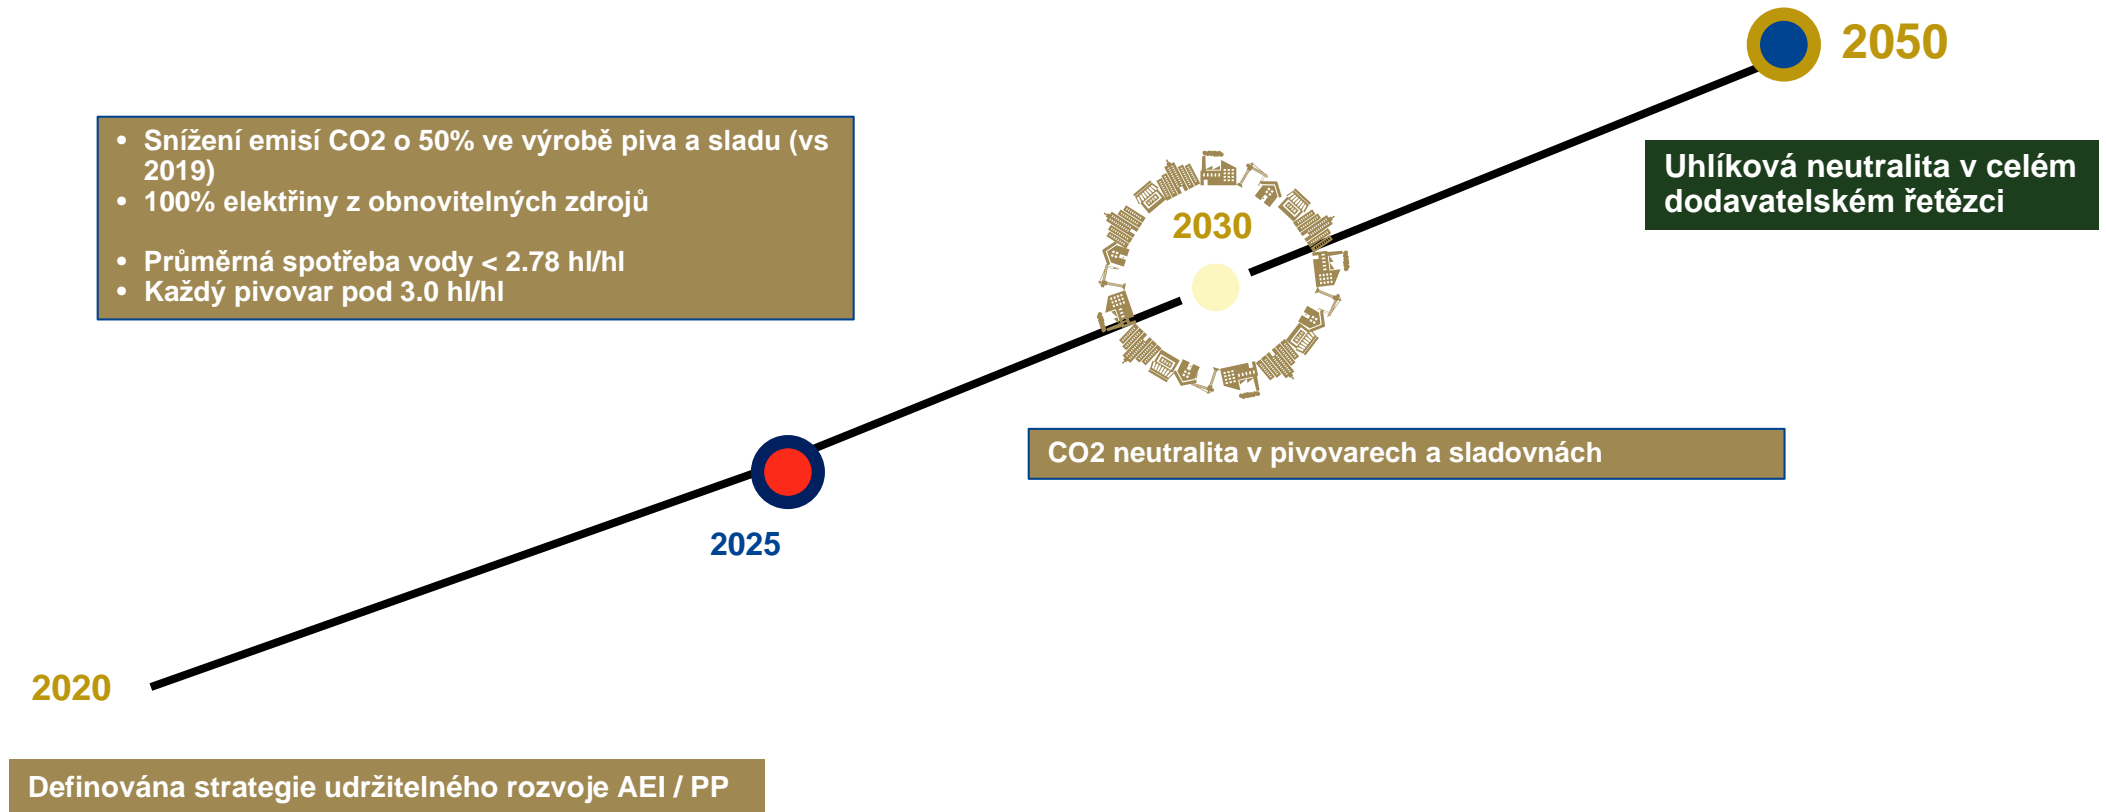 2050
• Snížení emisí CO2 o 50% ve výrobě piva a sladu (vs
2019)
• 100% elektřiny z obnovitelných zdrojů
• Průměrná spotřeba vody < 2.78 hl/hl
• Každý pivovar pod 3.0 hl/hl
Uhlíková neutralita v celém
dodavatelském řetězci
2030
CO2 neutralita v pivovarech a sladovnách
2025
2020
Definována strategie udržitelného rozvoje AEI / PP